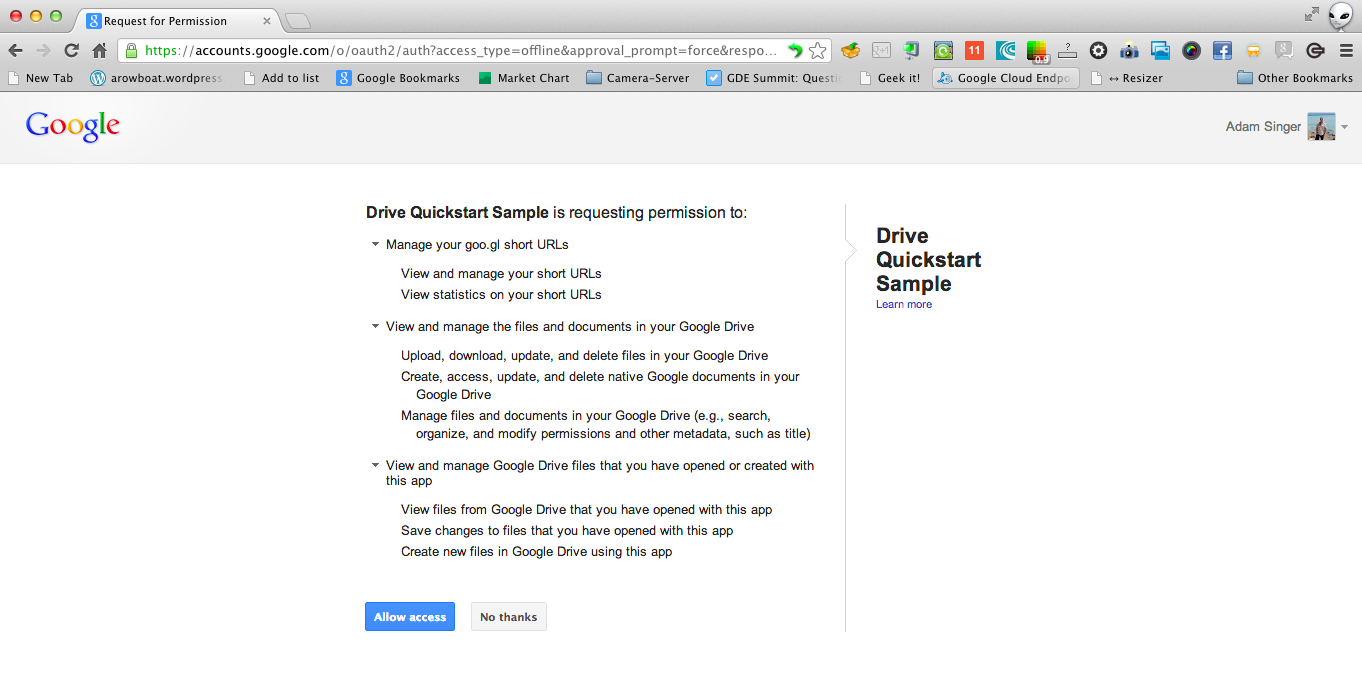 Request for Permission
https://accounts.google.com/o/oauth2/auth?access_type=offline&approval_prompt=force&respo...
11
0.9
New Tab
arowboat.wordpress
Add to list
Google Bookmarks
Market Chart
Camera-Server
GDE Summit: Questi
Geek it!
Google Cloud Endpo
↔ Resizer
Other Bookmarks
Google
Adam Singer
Drive Quickstart Sample is requesting permission to:
Manage your goo.gl short URLs
View and manage your short URLs
View statistics on your short URLs
View and manage the files and documents in your Google Drive
Upload, download, update, and delete files in your Google Drive
Create, access, update, and delete native Google documents in your
Google Drive
Manage files and documents in your Google Drive (e.g., search,
organize, and modify permissions and other metadata, such as title)
View and manage Google Drive files that you have opened or created with
this app
View files from Google Drive that you have opened with this app
Save changes to files that you have opened with this app
Create new files in Google Drive using this app
Allow access
No thanks
Drive
Quickstart
Sample
Learn more